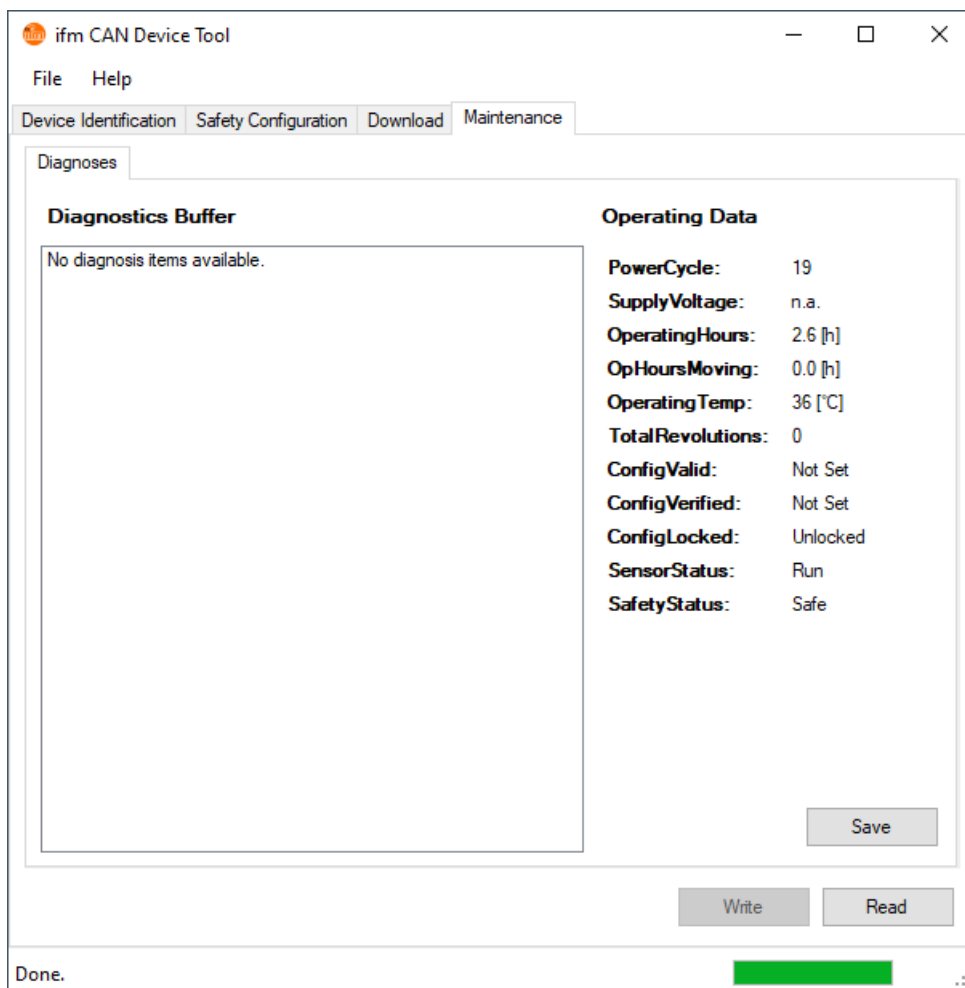 ifm CAN Device Tool
File Help
Device Identification Safety Configuration Download Maintenance
Diagnoses
Diagnostics Buffer
No diagnosis items available.
Operating Data
PowerCycle: 19
SupplyVoltage: n.a.
OperatingHours: 2.6 [h]
OpHoursMoving: 0.0 [h]
OperatingTemp: 36 [°C]
TotalRevolutions: 0
ConfigValid: Not Set
ConfigVerified: Not Set
ConfigLocked: Unlocked
SensorStatus: Run
SafetyStatus: Safe
Save
Write Read
Done.